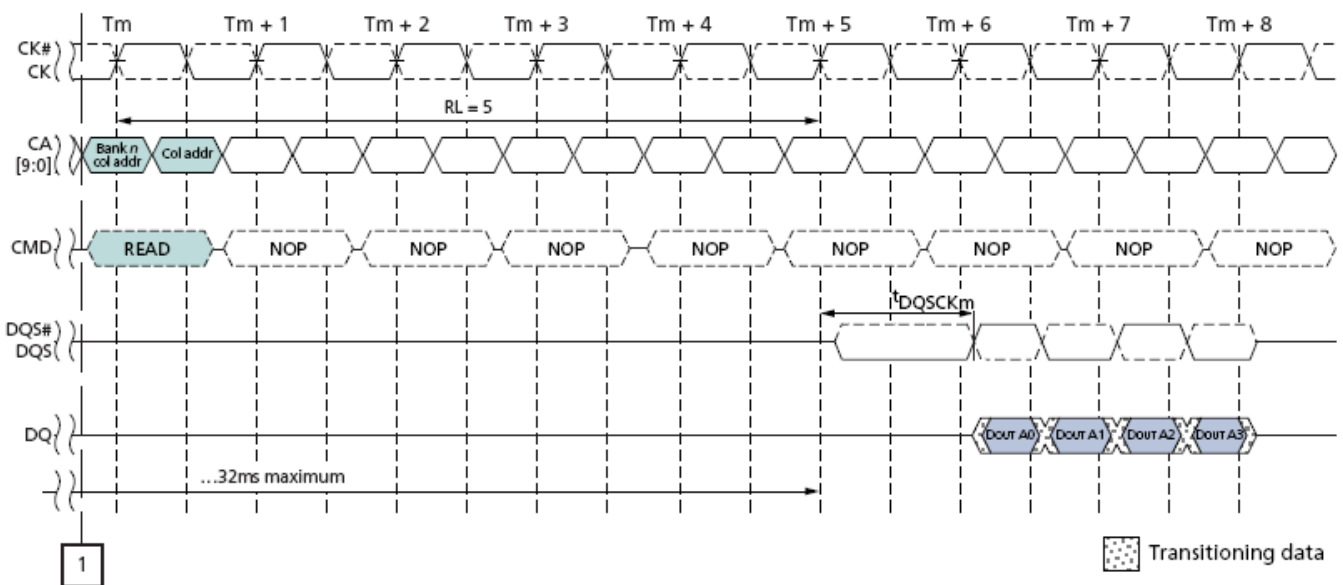 Tm Tm + 1 Tm + 2 Tm + 3 Tm + 4 Tm + 5 Tm + 6 Tm + 7 Tm + 8
CK#
CK
RL = 5
CA
[9:0]
Bank n
col addr
Col addr
CMD READ NOP NOP NOP NOP NOP NOP NOP NOP
tDQSCKm
DQS#
DQS
DQ DOUT A0 DOUT A1 DOUT A2 DOUT A3
...32ms maximum
1
Transitioning data